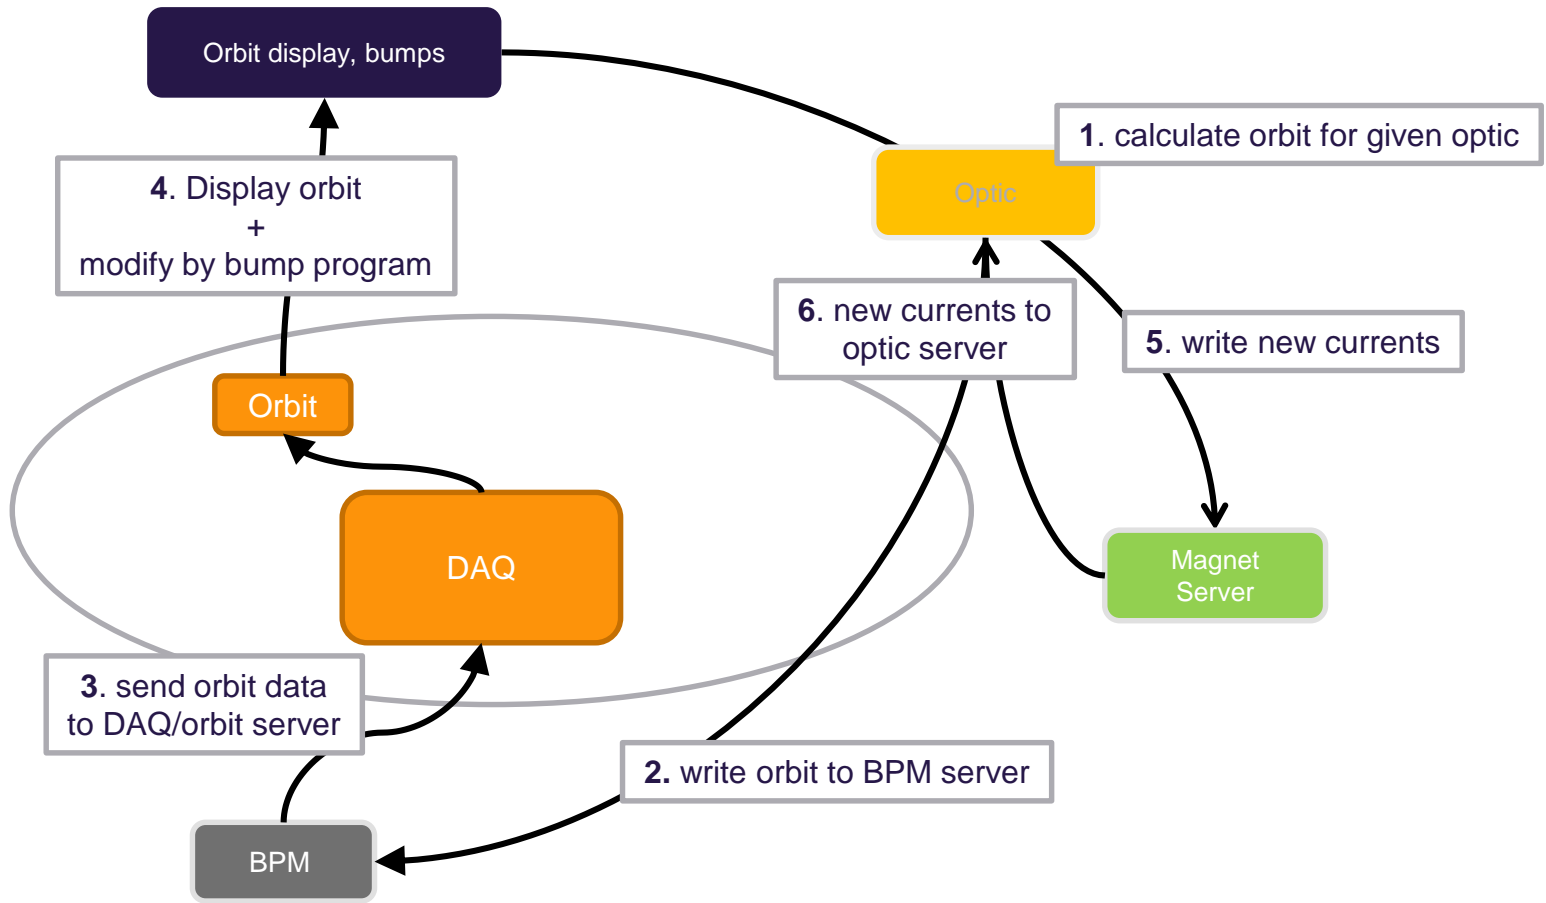 Orbit display, bumps
1. calculate orbit for given optic
4. Display orbit
+
modify by bump program
Optic
6. new currents to
optic server
5. write new currents
Orbit
DAQ
Magnet
Server
3. send orbit data
to DAQ/orbit server
2. write orbit to BPM server
BPM